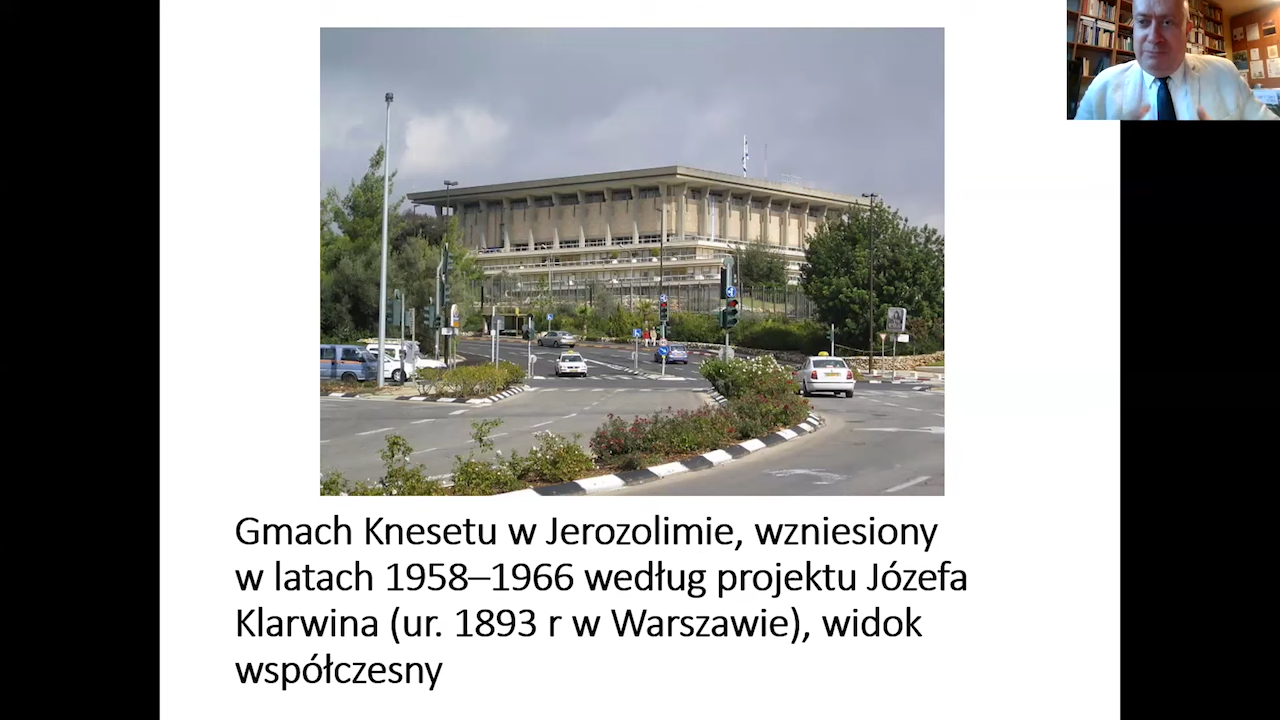 Gmach Knesetu w Jerozolimie, wzniesiony
w latach 1958–1966 według projektu Józefa
Klarwina (ur. 1893 r w Warszawie), widok
współczesny